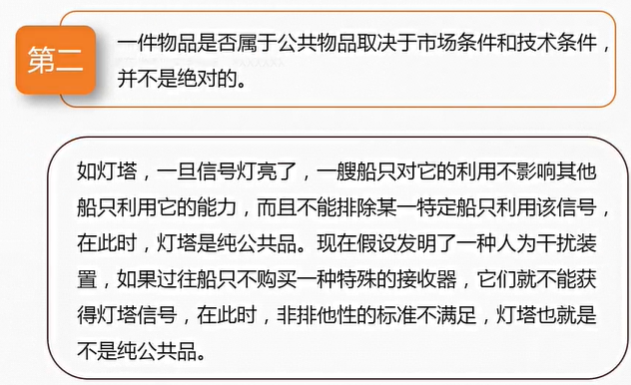 第二
一件物品是否属于公共物品取决于市场条件和技术条件，
并不是绝对的。
如灯塔，一旦信号灯亮了，一艘船只对它的利用不影响其他
船只利用它的能力，而且不能排除某一特定船只利用该信号，
在此时，灯塔是纯公共品。现在假设发明了一种人为干扰装
置，如果过往船只不购买一种特殊的接收器，它们就不能获
得灯塔信号，在此时，非排他性的标准不满足，灯塔也就是
不是纯公共品。